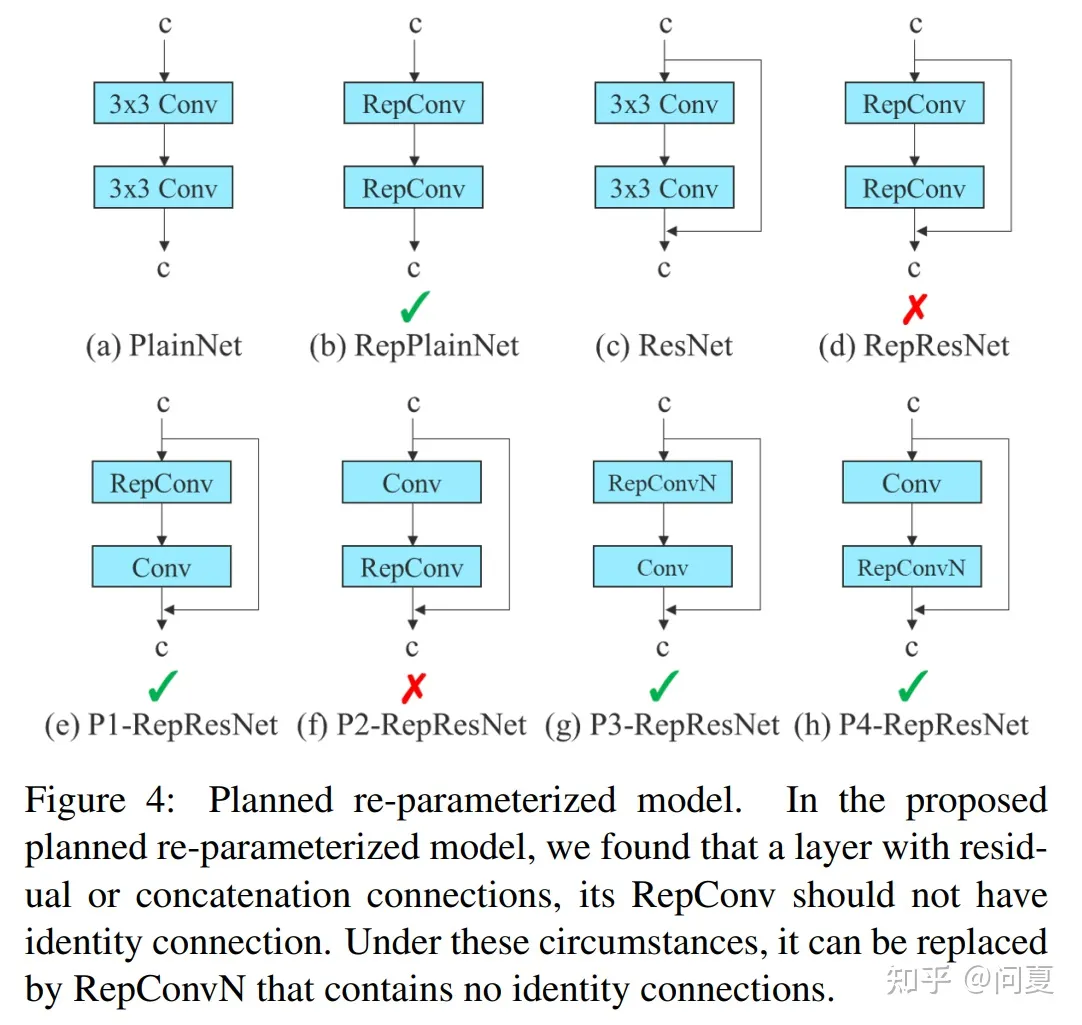 c c c c
3x3 Conv RepConv 3x3 Conv RepConv
3x3 Conv RepConv 3x3 Conv RepConv
c c c c
(a) PlainNet (b) RepPlainNet (c) ResNet (d) RepResNet
c c c c
RepConv Conv RepConvN Conv
Conv RepConv Conv RepConvN
c c c c
(e) P1-RepResNet (f) P2-RepResNet (g) P3-RepResNet (h) P4-RepResNet
Figure 4: Planned re-parameterized model. In the proposed
planned re-parameterized model, we found that a layer with resid-
ual or concatenation connections, its RepConv should not have
identity connection. Under these circumstances, it can be replaced
by RepConvN that contains no identity connections.
知乎 @问夏